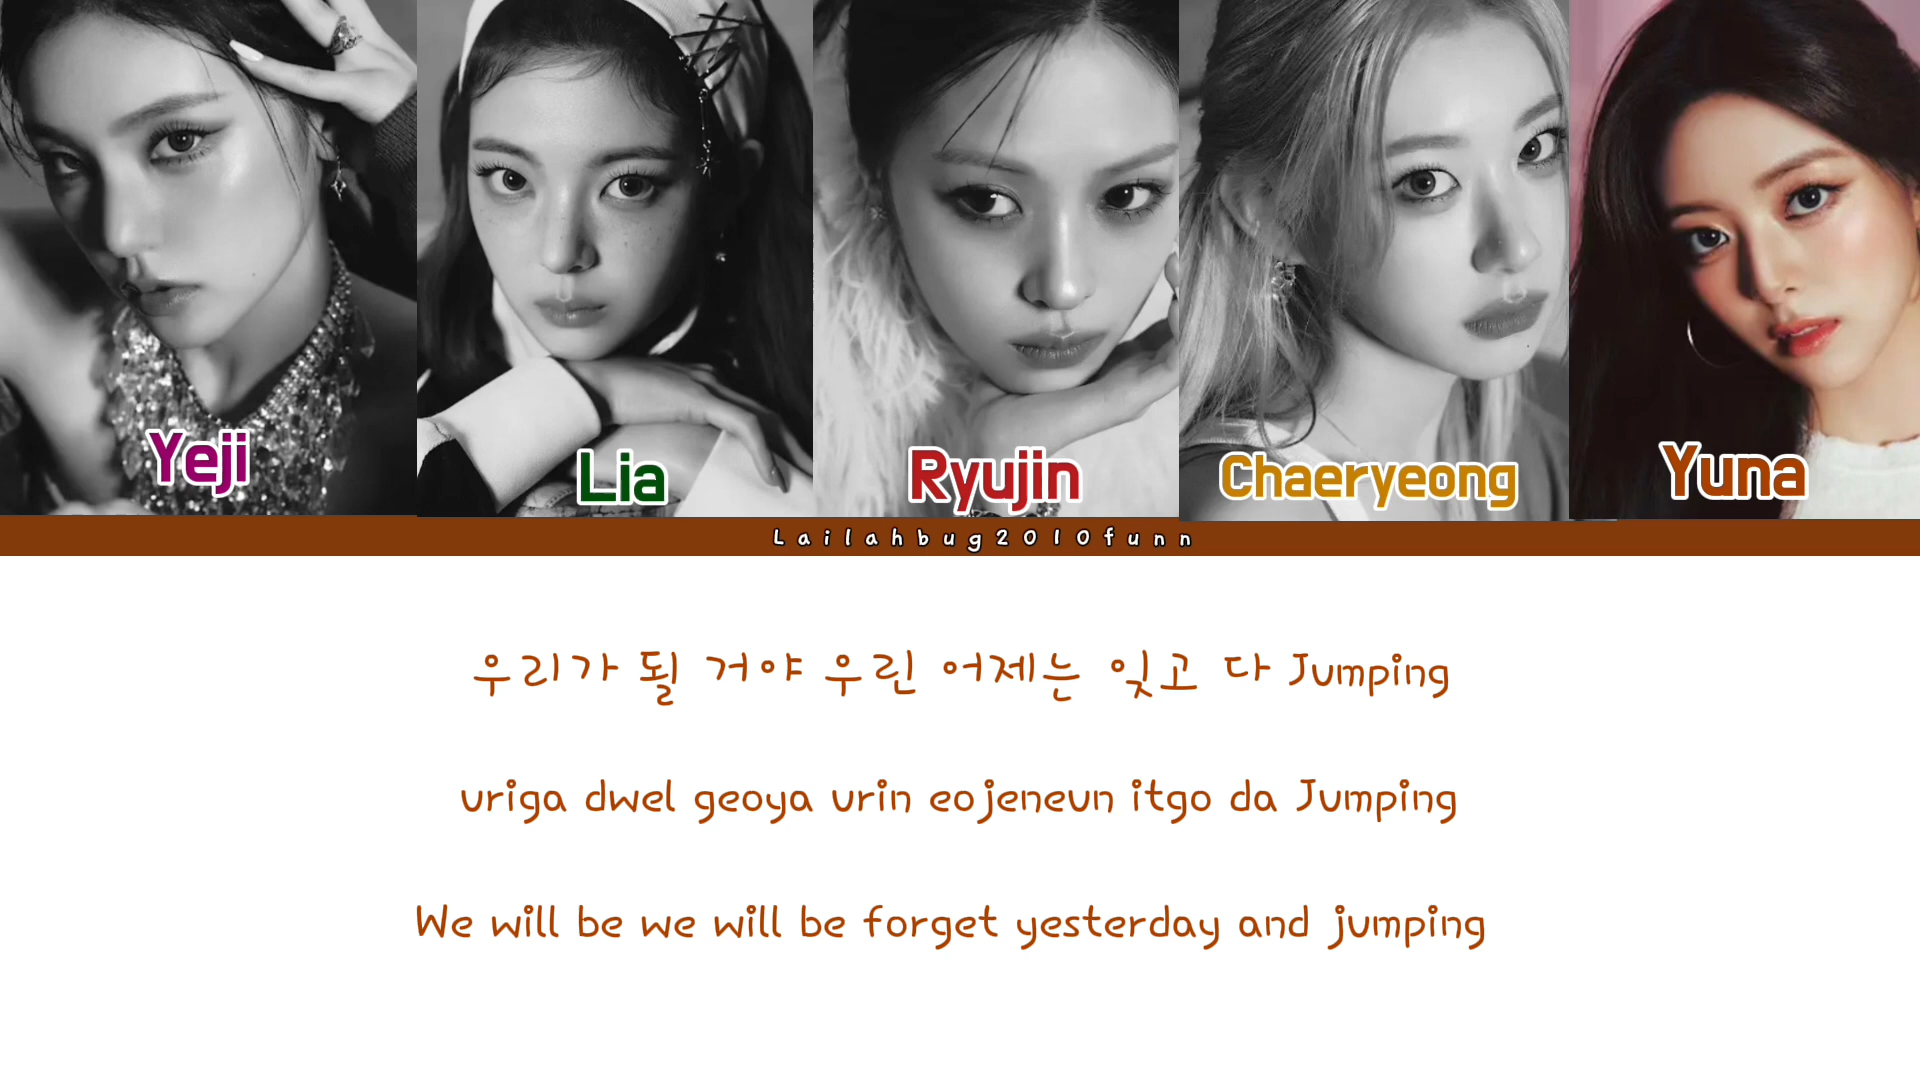 Yeji
Lia
Ryujin
Chaeryeong
Yuna
Lailahbug2010funn
우리가 될 거야 우린 어제는 잊고 다 Jumping
uriga dwel geoya urin eojeneun itgo da Jumping
We will be we will be forget yesterday and jumping